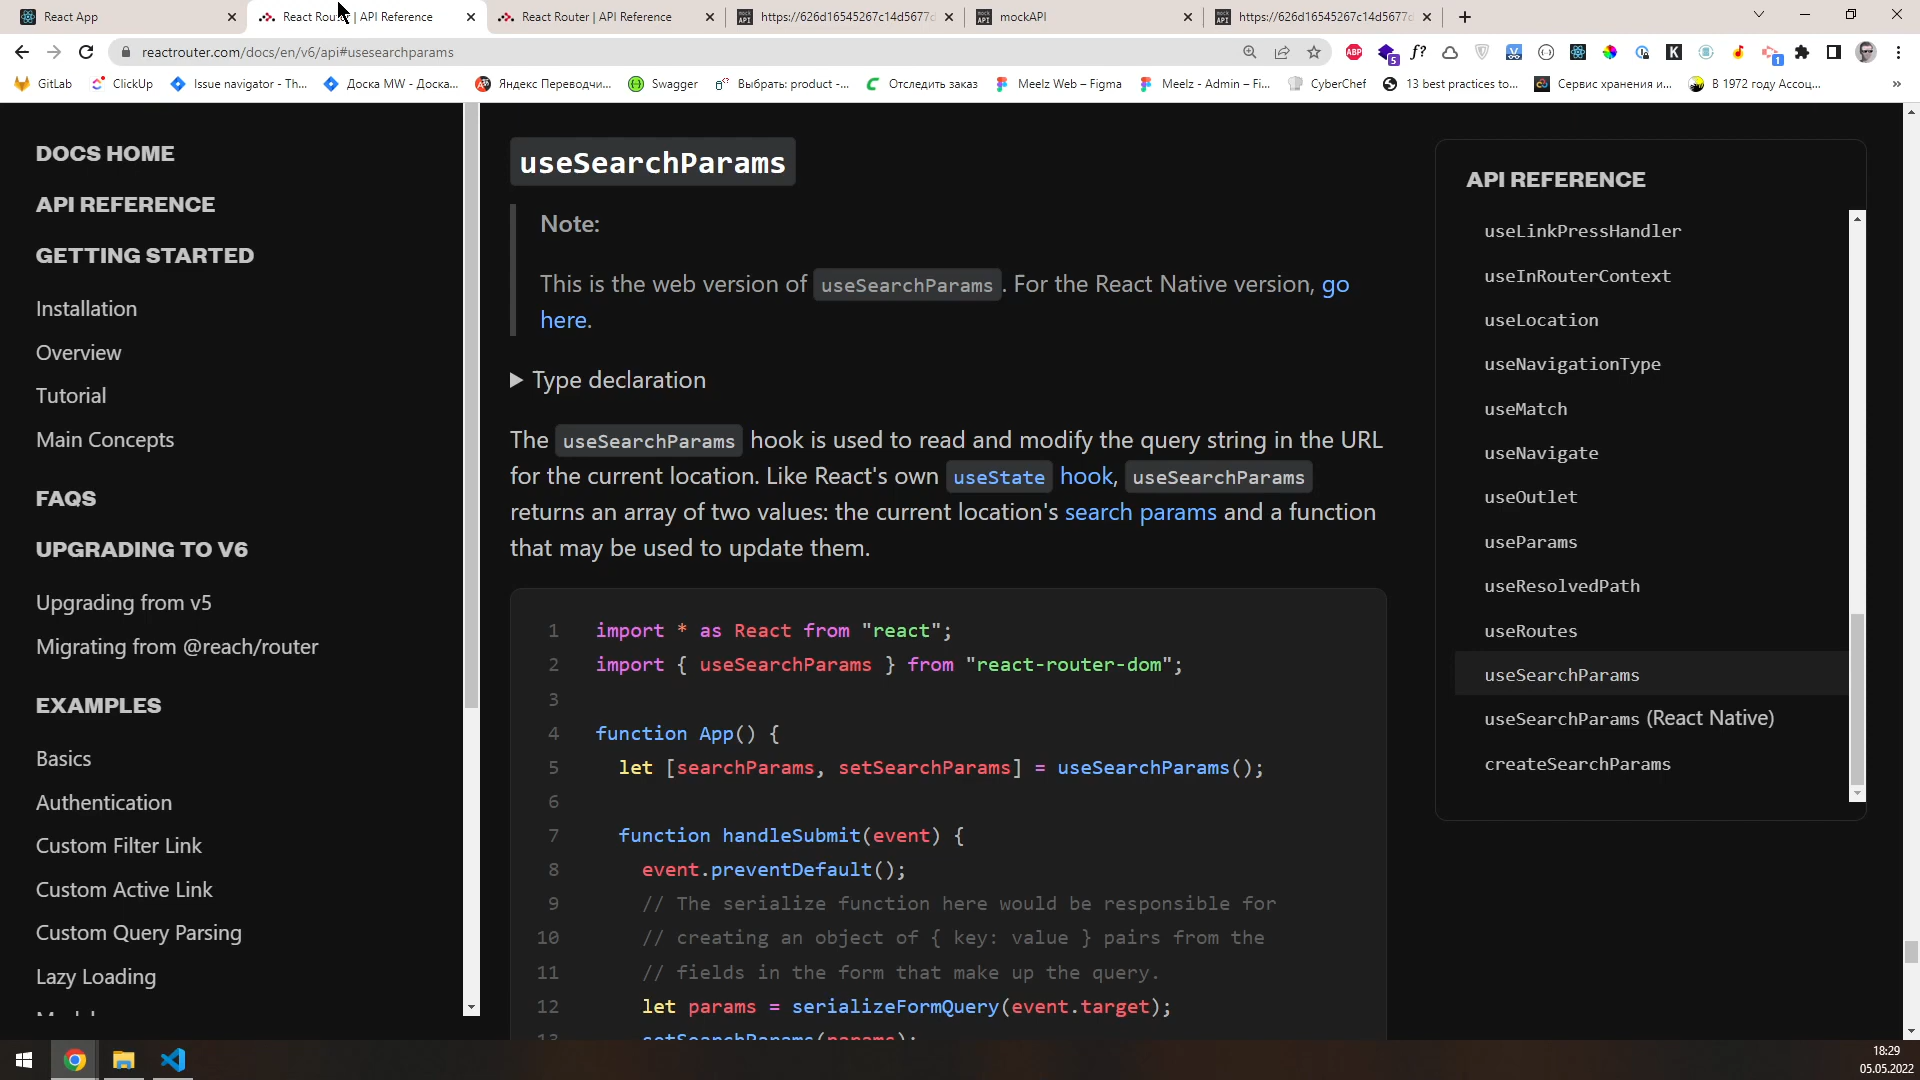 React App
React Router | API Reference
React Router | API Reference
https://626d16545267c14d5677d
mockAPI
https://626d16545267c14d5677d
reactrouter.com/docs/en/v6/api#usesearchparams
ABP
5
f?
K
1
GitLab
ClickUp
Issue navigator - Th...
Доска MW - Доска...
Яндекс Переводчи...
Swagger
Выбрать: product -...
Отследить заказ
Meelz Web – Figma
Meelz - Admin – Fi...
CyberChef
13 best practices to...
Сервис хранения и...
В 1972 году Ассоц...
»
DOCS HOME
API REFERENCE
GETTING STARTED
Installation
Overview
Tutorial
Main Concepts
FAQS
UPGRADING TO V6
Upgrading from v5
Migrating from @reach/router
EXAMPLES
Basics
Authentication
Custom Filter Link
Custom Active Link
Custom Query Parsing
Lazy Loading
useSearchParams
Note:
This is the web version of useSearchParams. For the React Native version, go
here.
Type declaration
The useSearchParams hook is used to read and modify the query string in the URL
for the current location. Like React's own useState hook, useSearchParams
returns an array of two values: the current location's search params and a function
that may be used to update them.
1 import * as React from "react";
2 import { useSearchParams } from "react-router-dom";
3
4 function App() {
5 let [searchParams, setSearchParams] = useSearchParams();
6
7 function handleSubmit(event) {
8 event.preventDefault();
9 // The serialize function here would be responsible for
10 // creating an object of { key: value } pairs from the
11 // fields in the form that make up the query.
12 let params = serializeFormQuery(event.target);
13 setSearchParams(params);
API REFERENCE
useLinkPressHandler
useInRouterContext
useLocation
useNavigationType
useMatch
useNavigate
useOutlet
useParams
useResolvedPath
useRoutes
useSearchParams
useSearchParams (React Native)
createSearchParams
18:29
05.05.2022